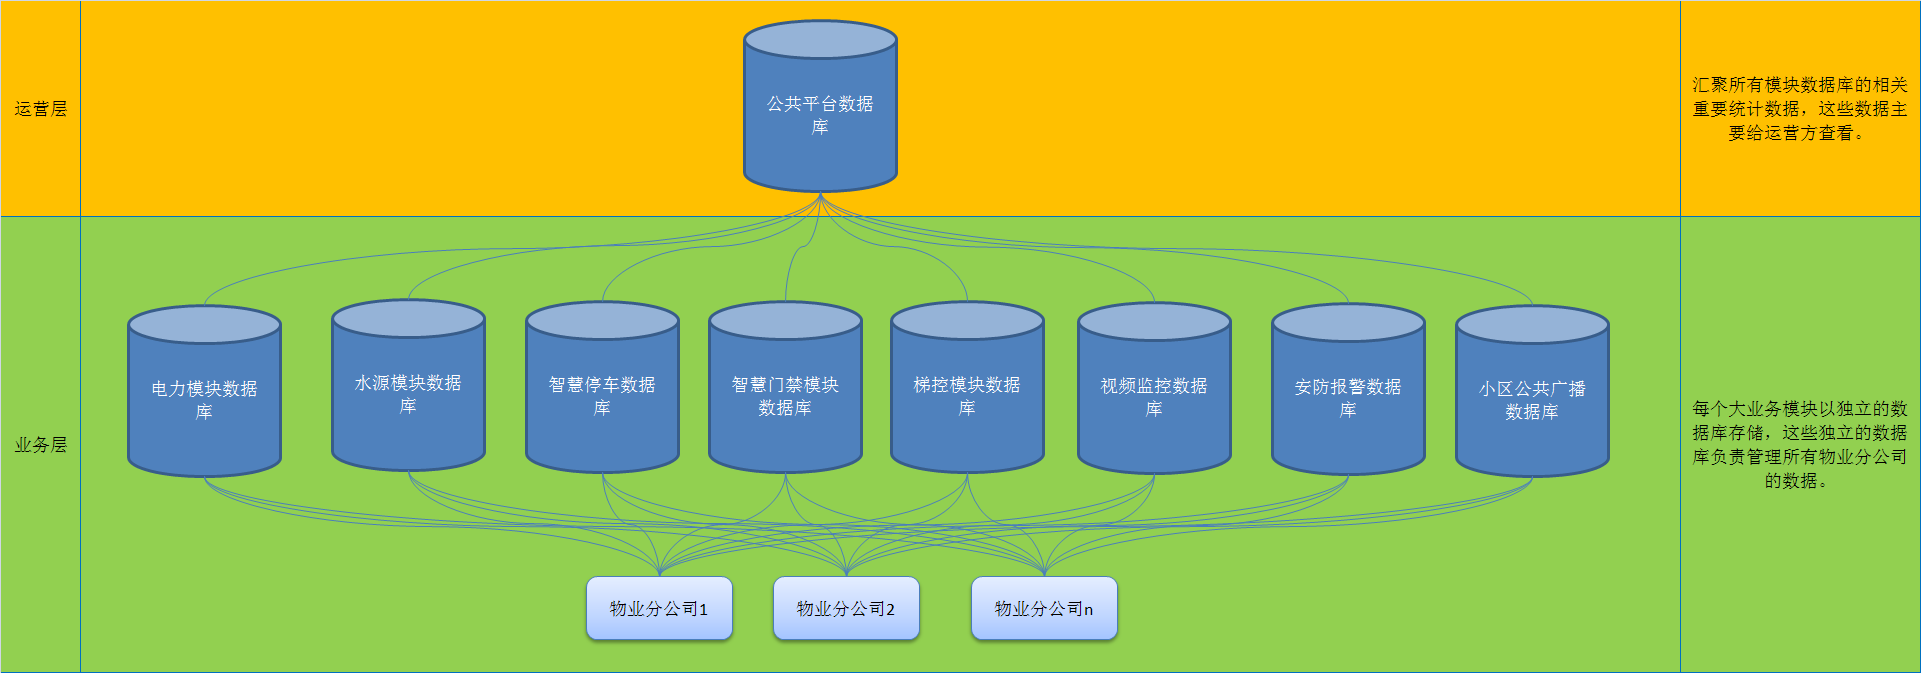 运营层
公共平台数据
库
汇聚所有模块数据库的相关
重要统计数据，这些数据主
要给运营方查看。
业务层
电力模块数据
库
水源模块数据
库
智慧停车数据
库
智慧门禁模块
数据库
梯控模块数据
库
视频监控数据
库
安防报警数据
库
小区公共广播
数据库
每个大业务模块以独立的数
据库存储，这些独立的数据
库负责管理所有物业分公司
的数据。
物业分公司1
物业分公司2
物业分公司n